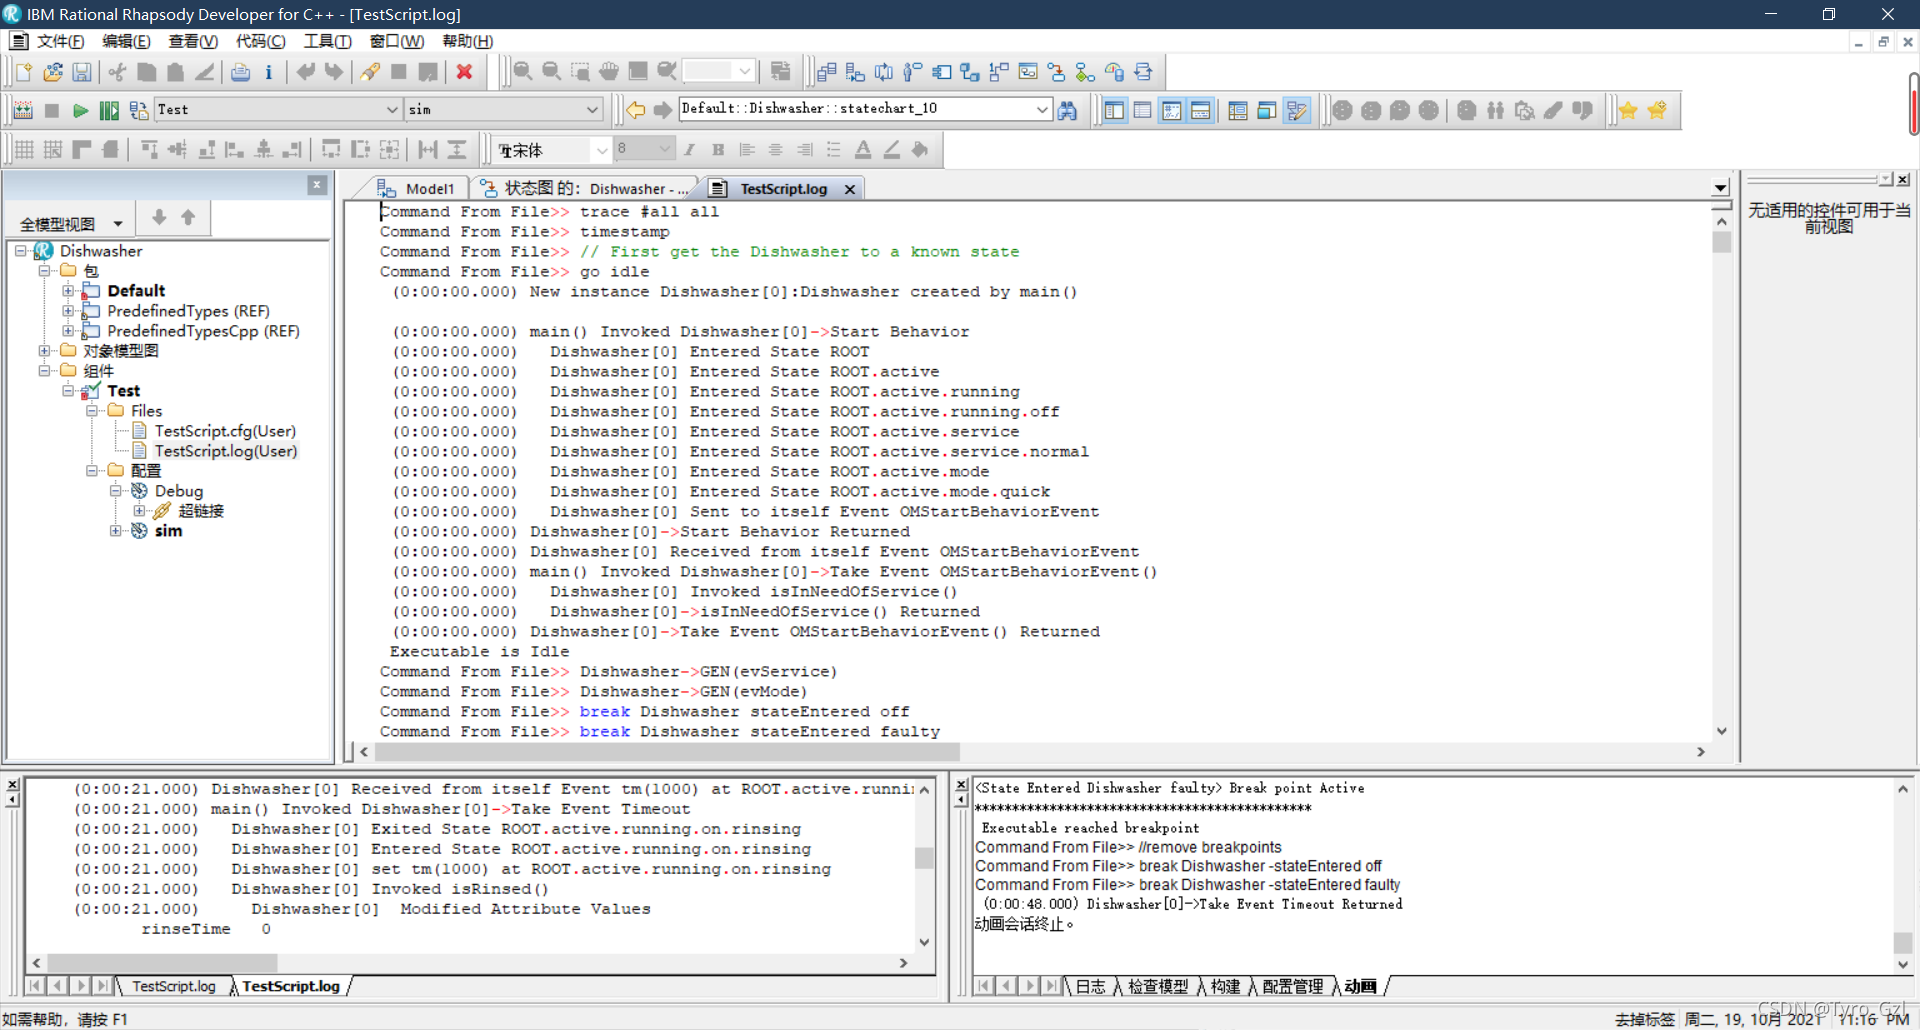 IBM Rational Rhapsody Developer for C++ - [TestScript.log]
文件(F) 编辑(E) 查看(V) 代码(C) 工具(T) 窗口(W) 帮助(H)
Test sim Default::Dishwasher::statechart_10
宋体 8
Model1 状态图 的: Dishwasher - ... TestScript.log
全模型视图
Dishwasher
包
Default
PredefinedTypes (REF)
PredefinedTypesCpp (REF)
对象模型图
组件
Test
Files
TestScript.cfg(User)
TestScript.log(User)
配置
Debug
超链接
sim
Command From File>> trace #all all
Command From File>> timestamp
Command From File>> // First get the Dishwasher to a known state
Command From File>> go idle
(0:00:00.000) New instance Dishwasher[0]:Dishwasher created by main()
(0:00:00.000) main() Invoked Dishwasher[0]->Start Behavior
(0:00:00.000) Dishwasher[0] Entered State ROOT
(0:00:00.000) Dishwasher[0] Entered State ROOT.active
(0:00:00.000) Dishwasher[0] Entered State ROOT.active.running
(0:00:00.000) Dishwasher[0] Entered State ROOT.active.running.off
(0:00:00.000) Dishwasher[0] Entered State ROOT.active.service
(0:00:00.000) Dishwasher[0] Entered State ROOT.active.service.normal
(0:00:00.000) Dishwasher[0] Entered State ROOT.active.mode
(0:00:00.000) Dishwasher[0] Entered State ROOT.active.mode.quick
(0:00:00.000) Dishwasher[0] Sent to itself Event OMStartBehaviorEvent
(0:00:00.000) Dishwasher[0]->Start Behavior Returned
(0:00:00.000) Dishwasher[0] Received from itself Event OMStartBehaviorEvent
(0:00:00.000) main() Invoked Dishwasher[0]->Take Event OMStartBehaviorEvent()
(0:00:00.000) Dishwasher[0] Invoked isInNeedOfService()
(0:00:00.000) Dishwasher[0]->isInNeedOfService() Returned
(0:00:00.000) Dishwasher[0]->Take Event OMStartBehaviorEvent() Returned
Executable is Idle
Command From File>> Dishwasher->GEN(evService)
Command From File>> Dishwasher->GEN(evMode)
Command From File>> break Dishwasher stateEntered off
Command From File>> break Dishwasher stateEntered faulty
无适用的控件可用于当
前视图
(0:00:21.000) Dishwasher[0] Received from itself Event tm(1000) at ROOT.active.runni
(0:00:21.000) main() Invoked Dishwasher[0]->Take Event Timeout
(0:00:21.000) Dishwasher[0] Exited State ROOT.active.running.on.rinsing
(0:00:21.000) Dishwasher[0] Entered State ROOT.active.running.on.rinsing
(0:00:21.000) Dishwasher[0] set tm(1000) at ROOT.active.running.on.rinsing
(0:00:21.000) Dishwasher[0] Invoked isRinsed()
(0:00:21.000) Dishwasher[0] Modified Attribute Values
rinseTime 0
TestScript.log TestScript.log
<State Entered Dishwasher faulty> Break point Active
*********************************************
Executable reached breakpoint
Command From File>> //remove breakpoints
Command From File>> break Dishwasher -stateEntered off
Command From File>> break Dishwasher -stateEntered faulty
(0:00:48.000) Dishwasher[0]->Take Event Timeout Returned
动画会话终止。
日志 检查模型 构建 配置管理 动画
如需帮助, 请按 F1
去掉标签 周二, 19, 10月 2021 11:16 PM
CSDN @Tyro_Gzl